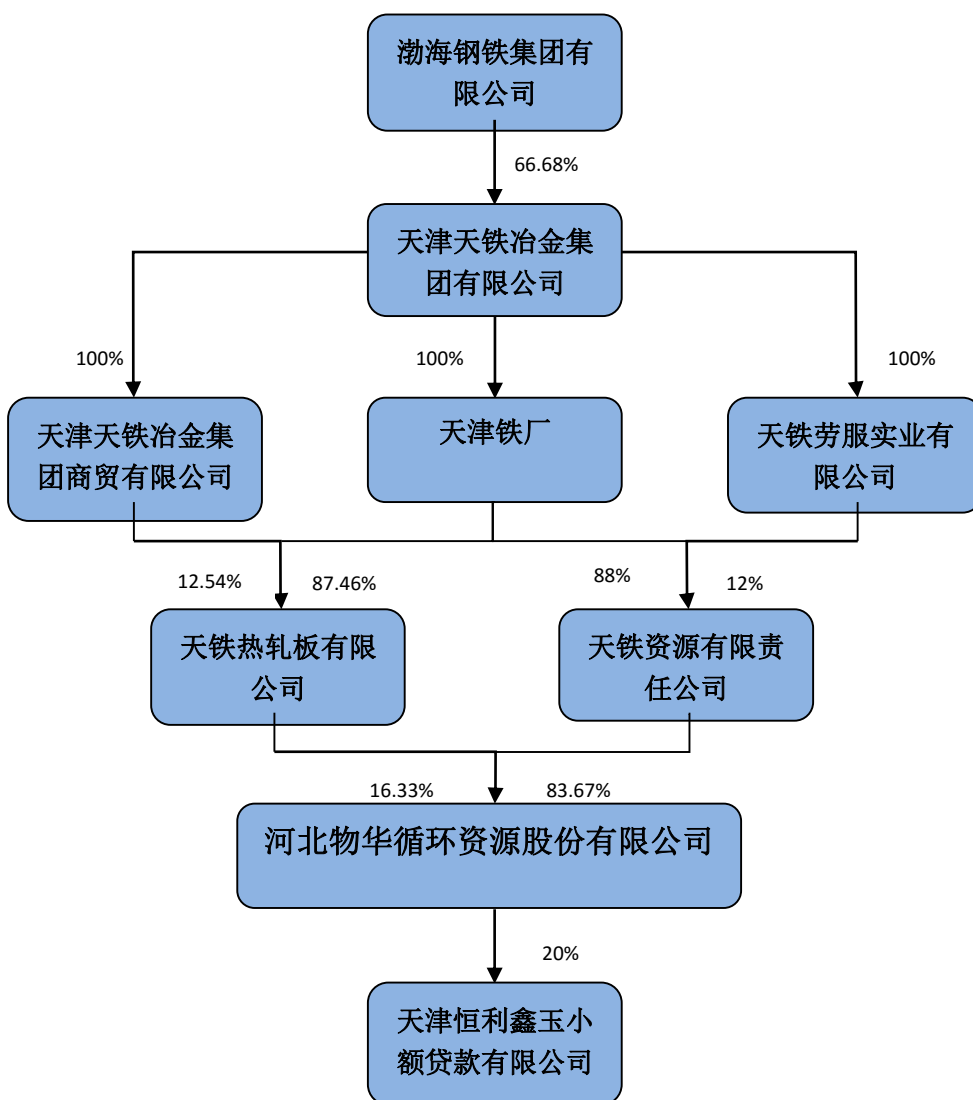 渤海钢铁集团有
限公司
66.68%
天津天铁冶金集
团有限公司
100%
100%
100%
天津天铁冶金集
团商贸有限公司
天津铁厂
天铁劳服实业有
限公司
12.54%
87.46%
88%
12%
天铁热轧板有限
公司
天铁资源有限责
任公司
16.33%
83.67%
河北物华循环资源股份有限公司
20%
天津恒利鑫玉小
额贷款有限公司